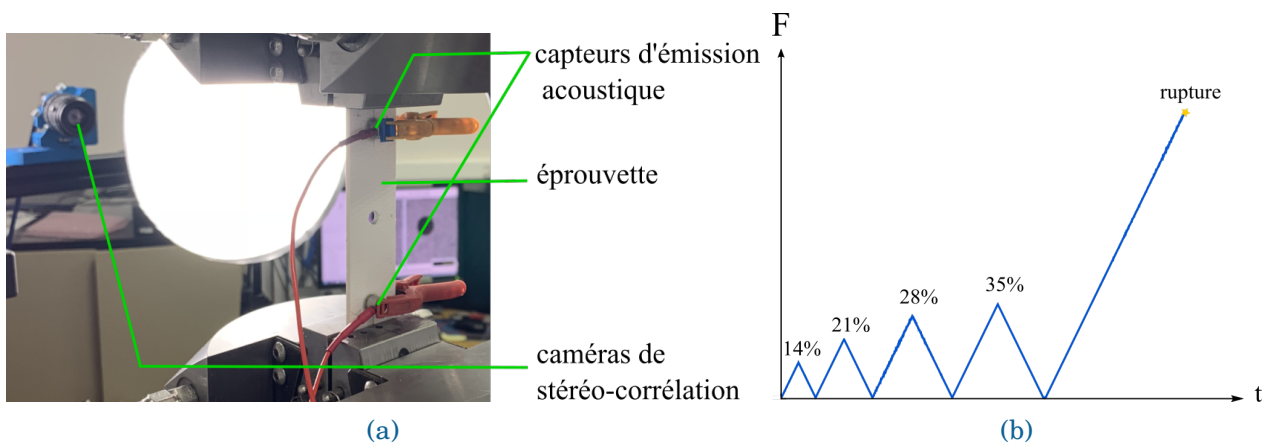 capteurs d'émission
acoustique
éprouvette
caméras de
stéréo-corrélation
(a)
F
rupture
35%
28%
21%
14%
t
(b)